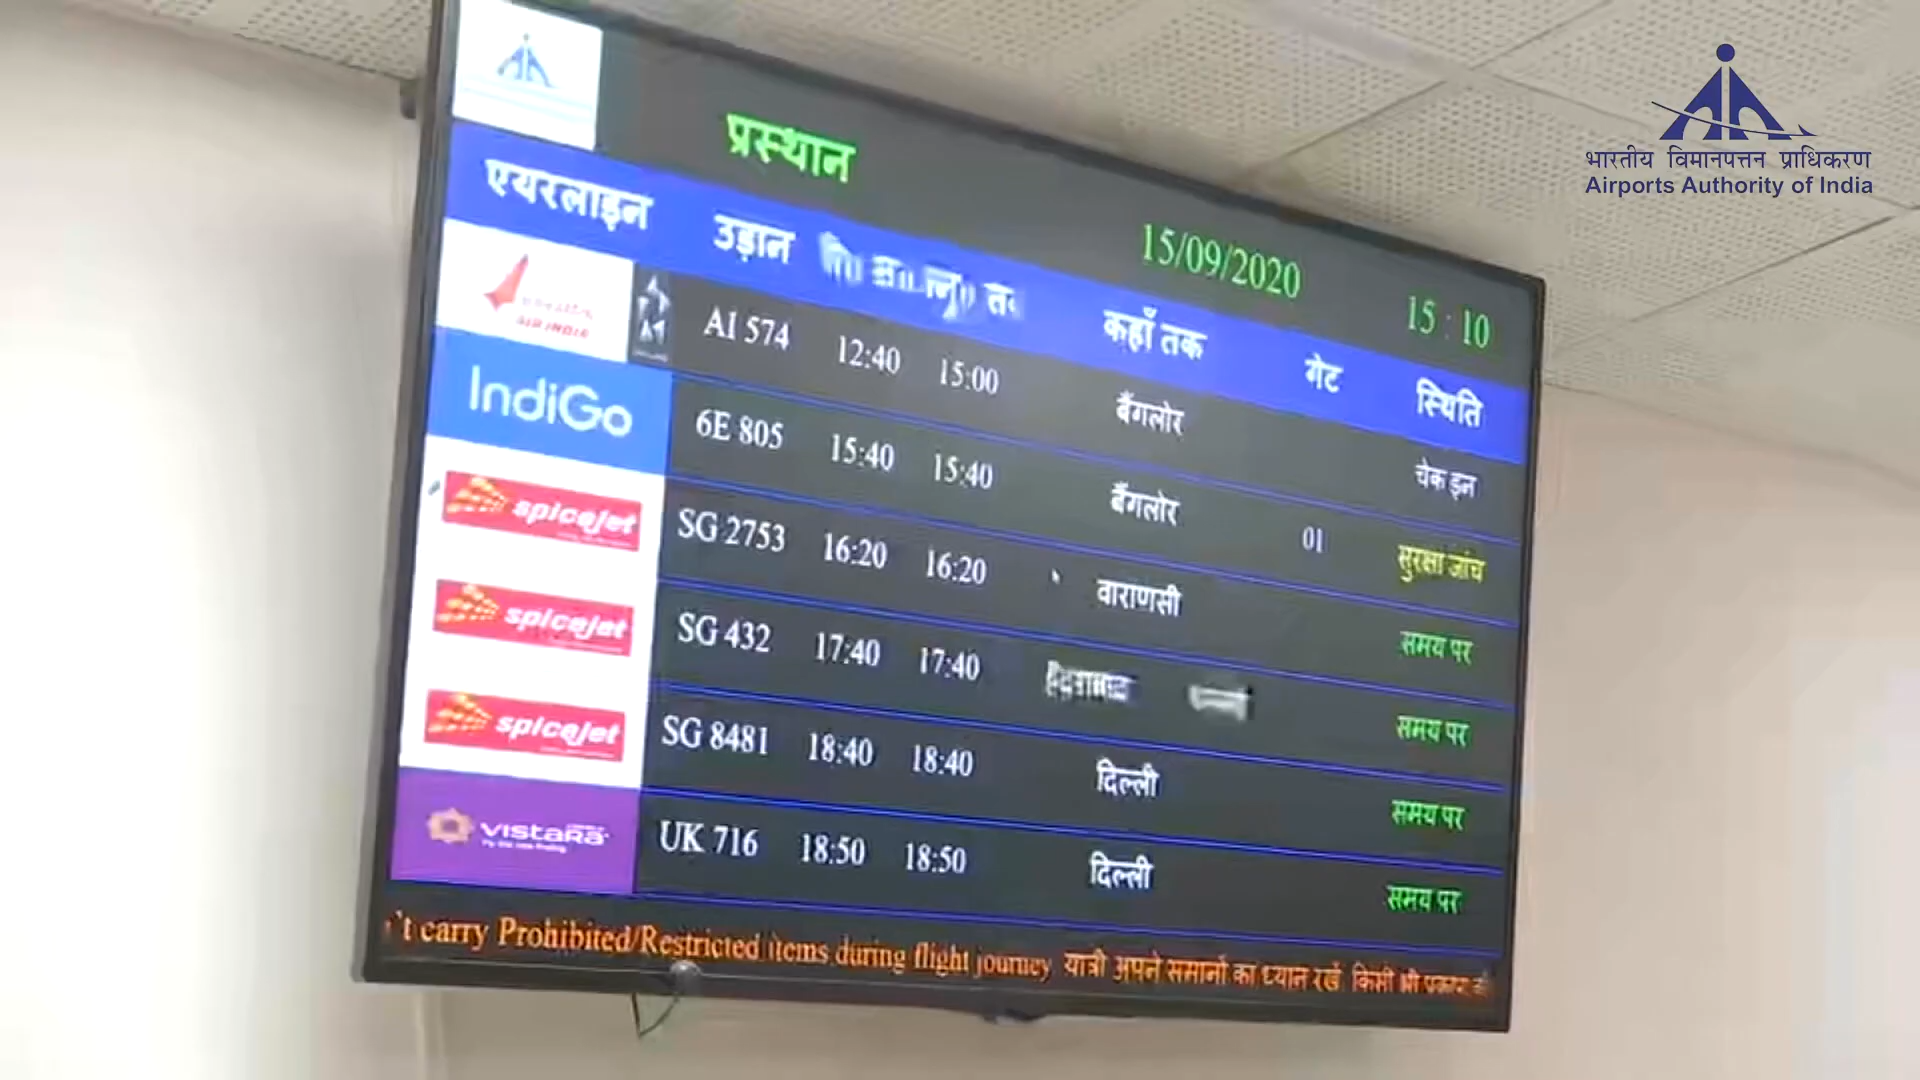 भारतीय विमानपत्तन प्राधिकरण
Airports Authority of India
प्रस्थान 15/09/2020 15 : 10
एयरलाइन उड़ान कहाँ तक गेट स्थिति
AIR INDIA AI 574 12:40 15:00 बैंगलोर चेक इन
IndiGo 6E 805 15:40 15:40 बैंगलोर 01 सुरक्षा जांच
spicejet SG 2753 16:20 16:20 वाराणसी समय पर
spicejet SG 432 17:40 17:40 समय पर
spicejet SG 8481 18:40 18:40 दिल्ली समय पर
vistara UK 716 18:50 18:50 दिल्ली समय पर
't carry Prohibited/Restricted items during flight journey यात्री अपने समानों का ध्यान रखें किसी भी